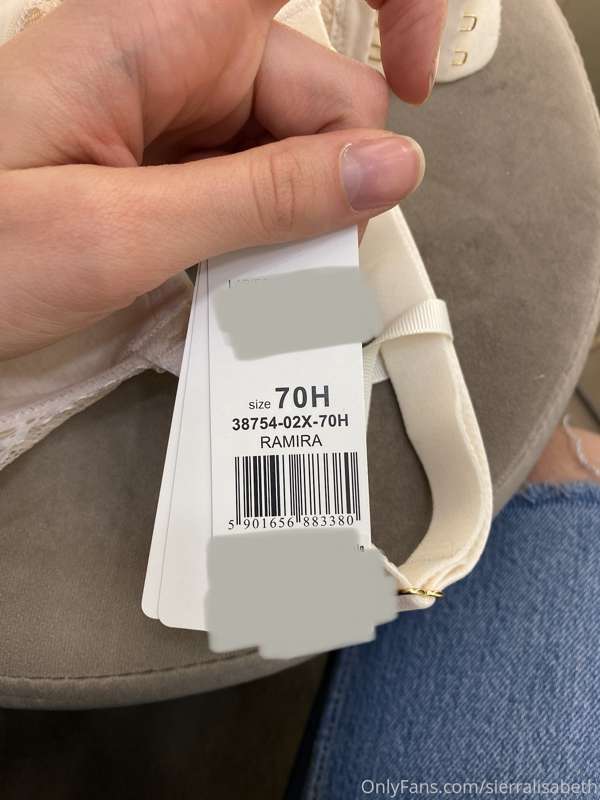 size 70H
38754-02X-70H
RAMIRA
5 901656 883380
OnlyFans.com/sierralisabeth